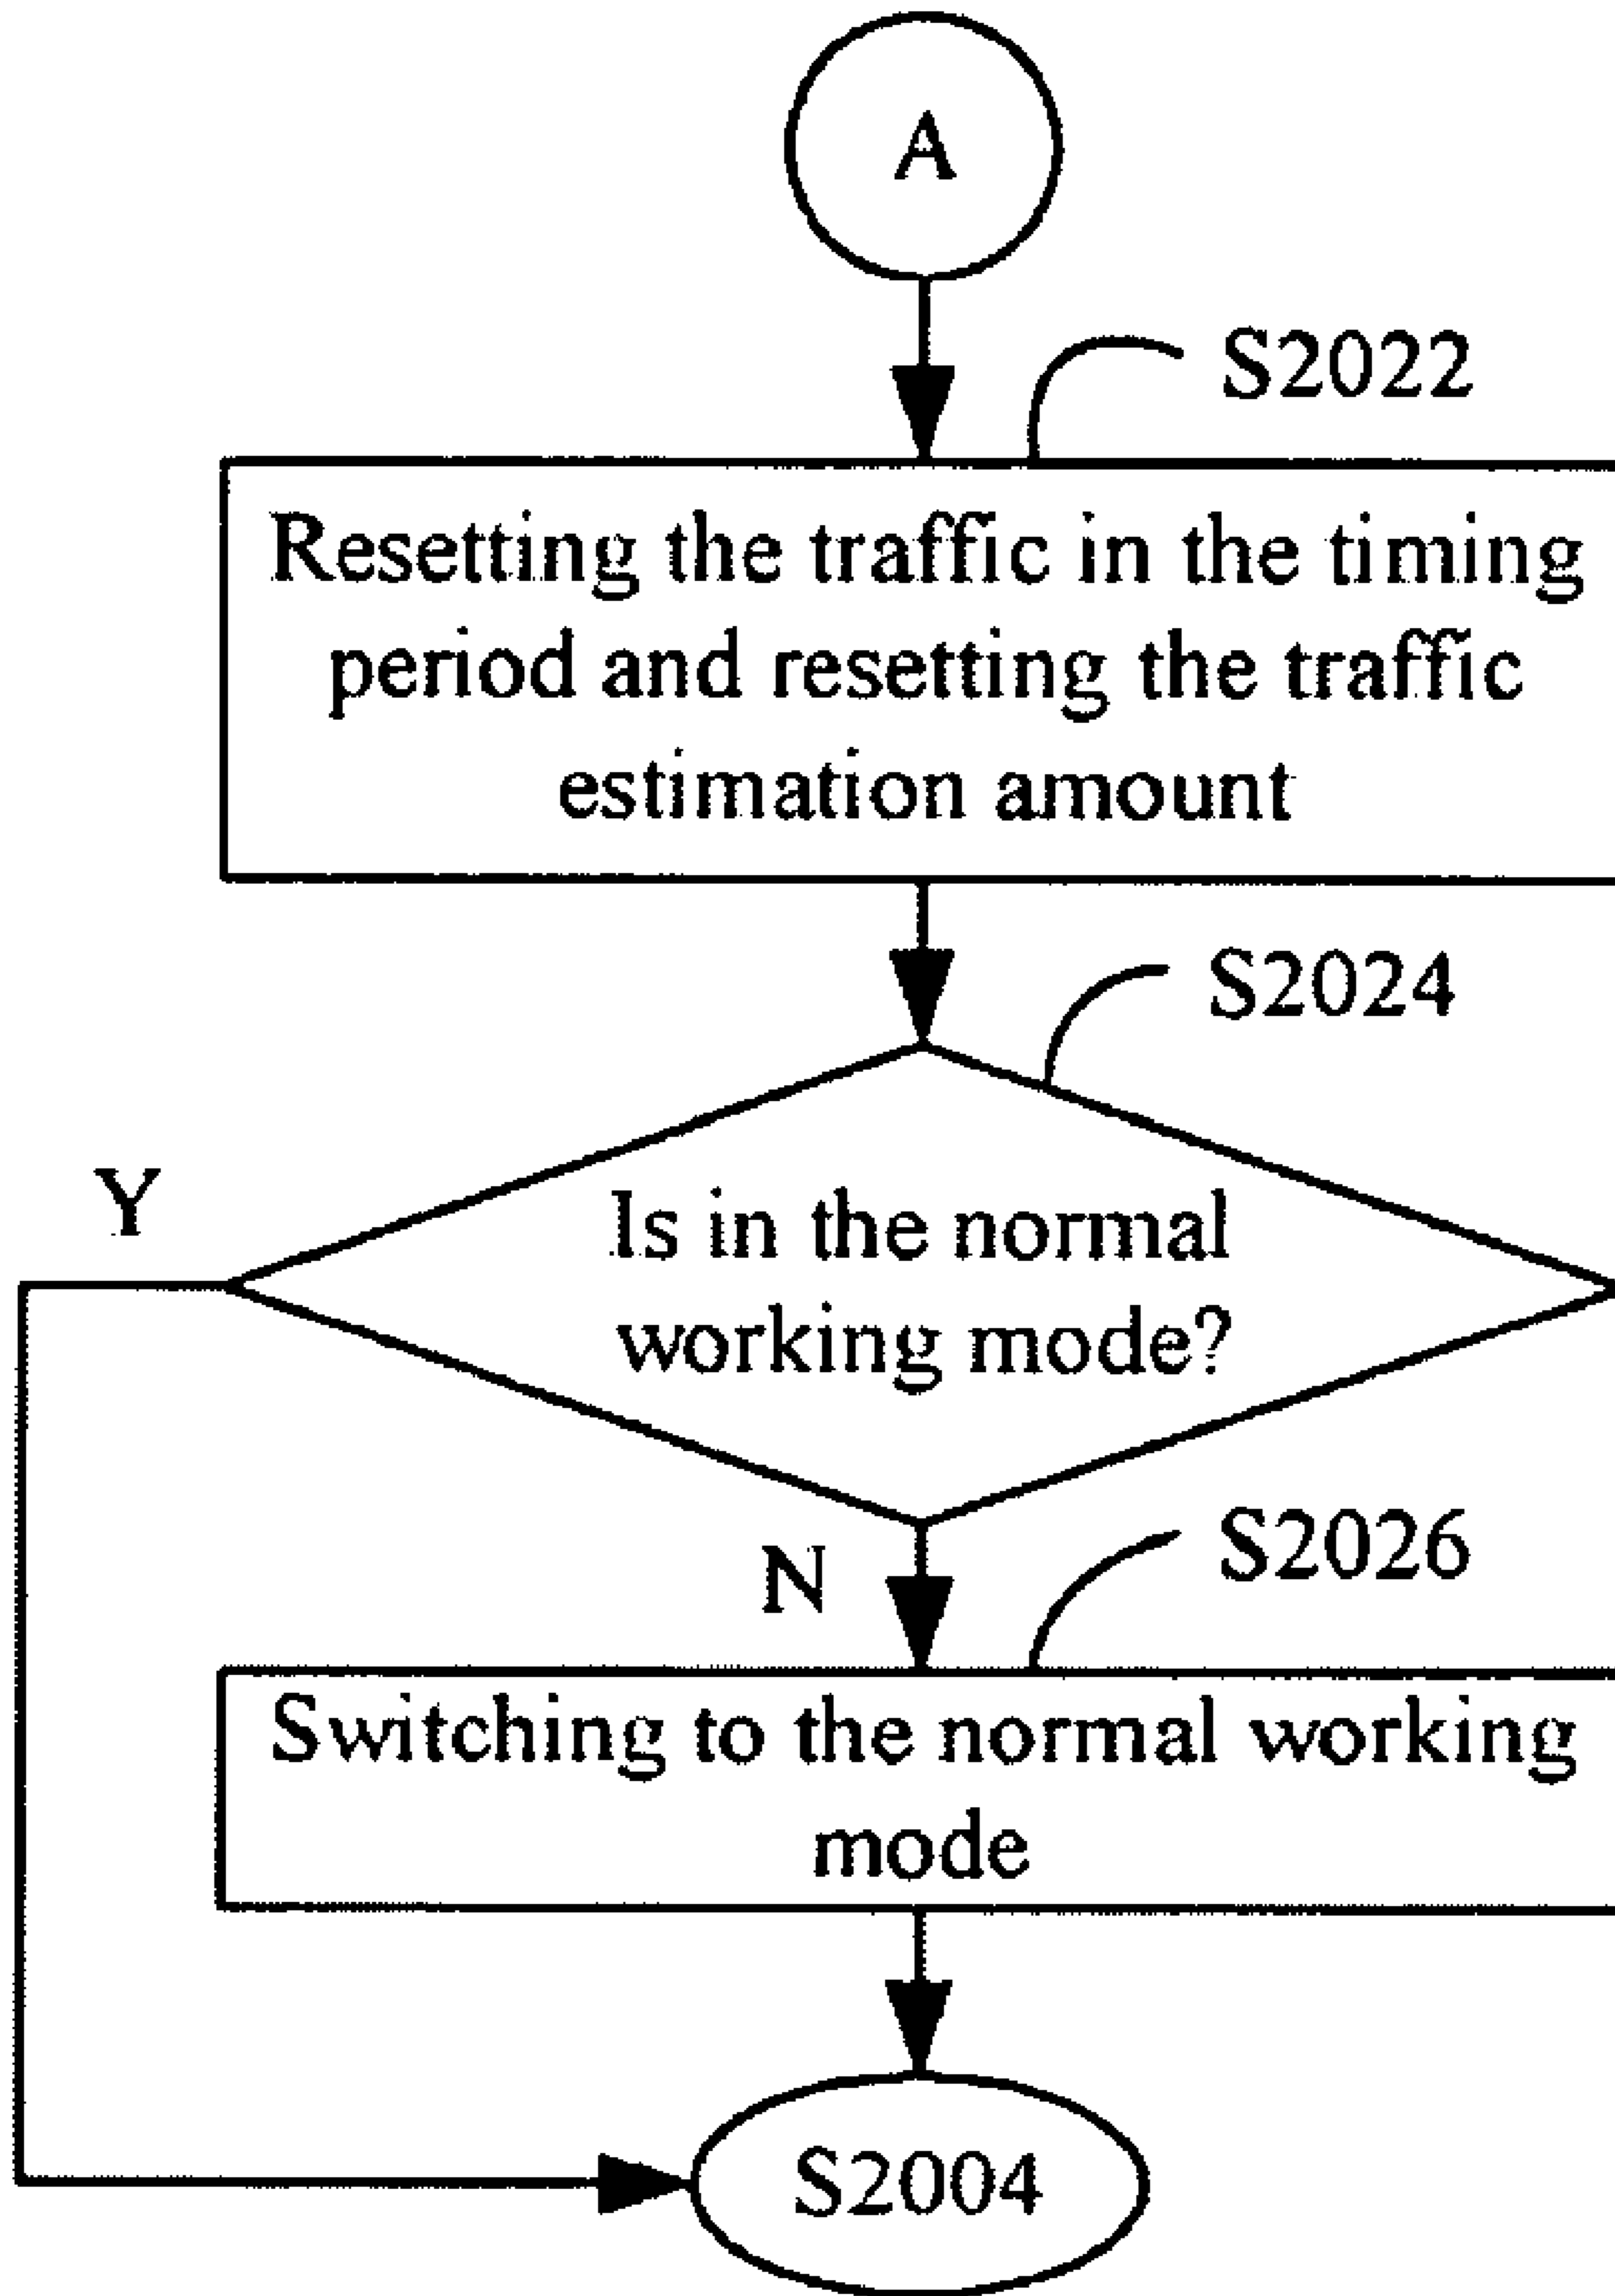 A
S2022
Resetting the traffic in the timing
period and resetting the traffic
estimation amount
S2024
Y
Is in the normal
working mode?
N
S2026
Switching to the normal working
mode
S2004